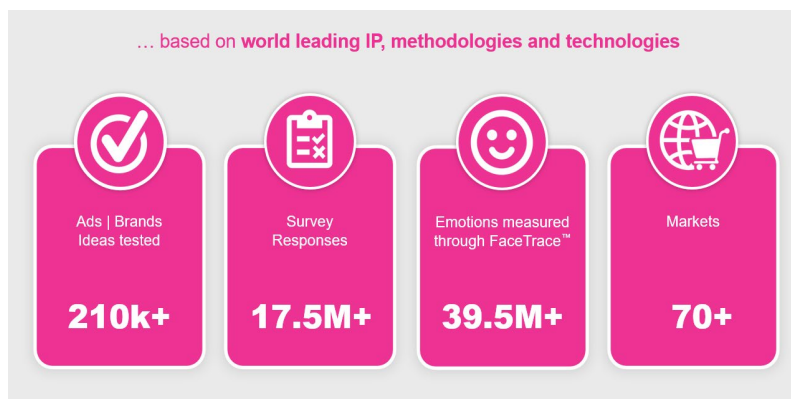 … based on world leading IP, methodologies and technologies
Ads | Brands
Ideas tested
210k+
Survey
Responses
17.5M+
Emotions measured
through FaceTrace™
39.5M+
Markets
70+